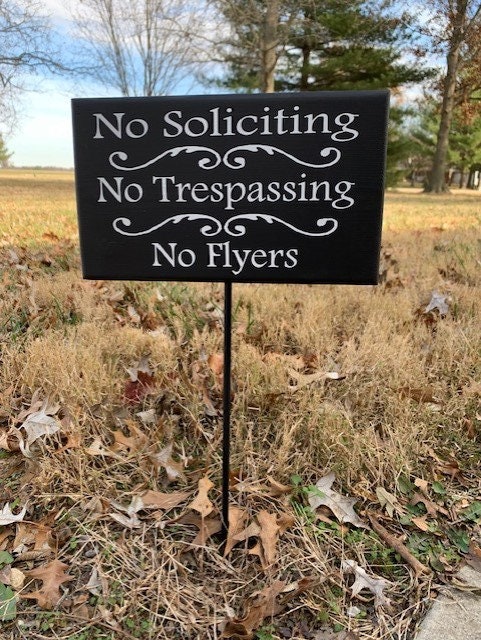 No Soliciting
No Trespassing
No Flyers